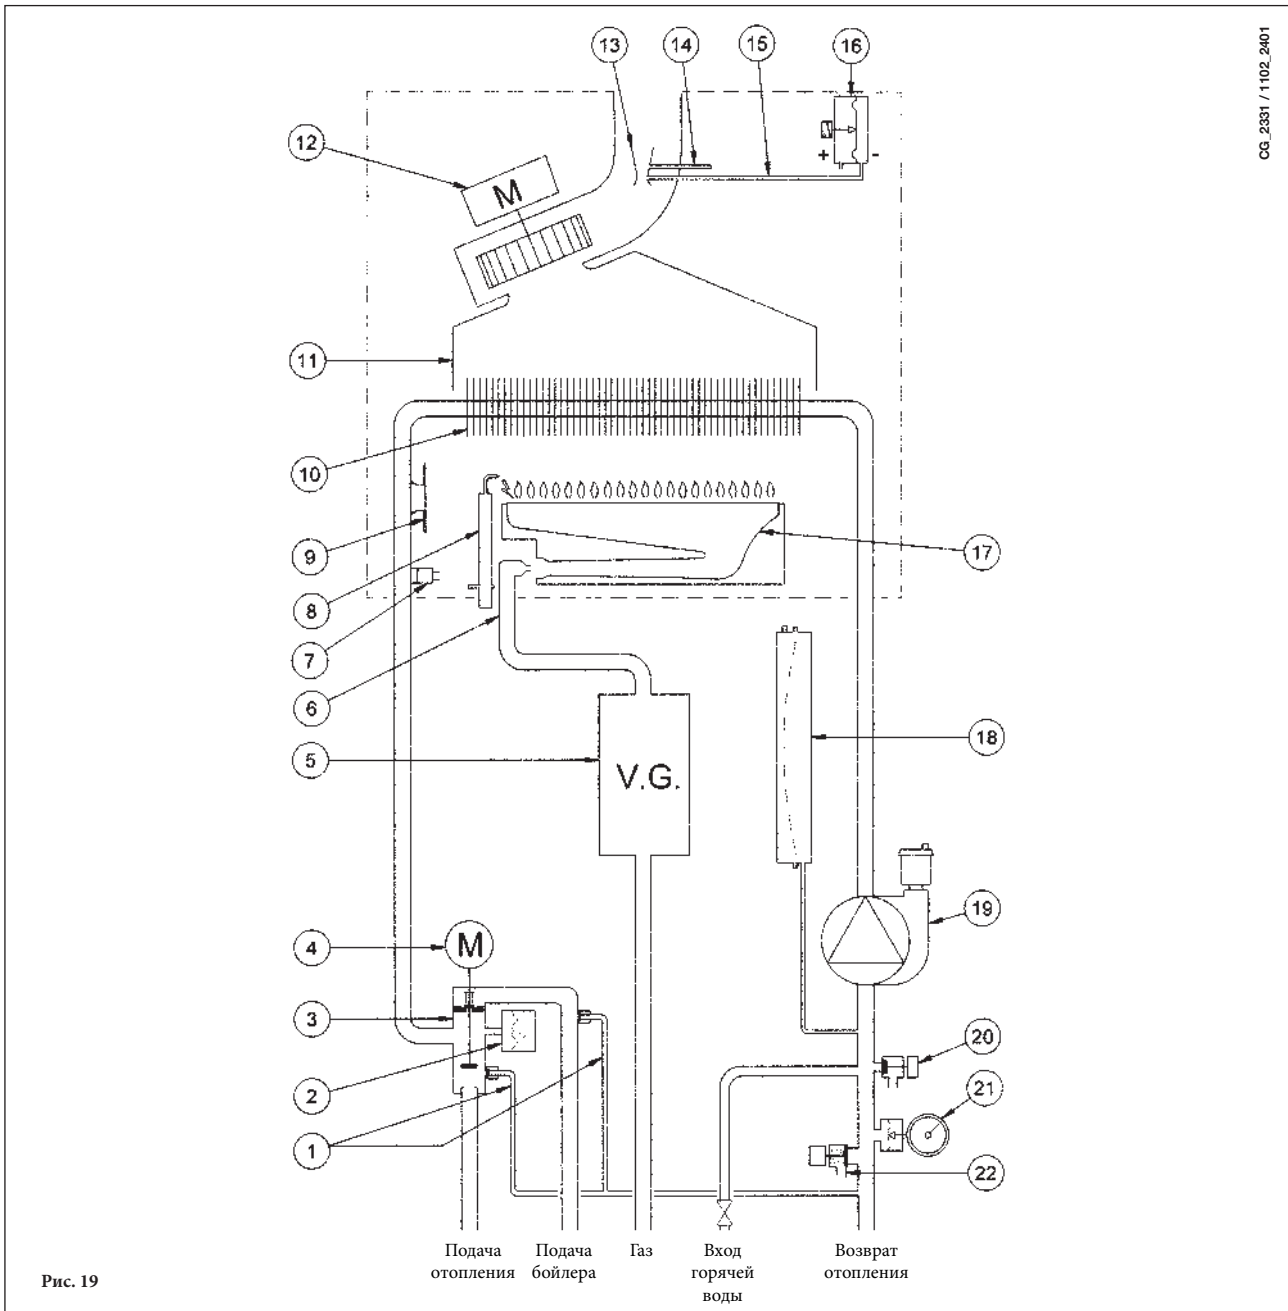 CG_2331 / 1102_2401
13
14
15
16
12
M
+
-
11
10
9
8
17
7
6
18
5
V.G.
4
M
19
3
20
2
21
1
22
Подача
отопления
Подача
бойлера
Газ
Вход
горячей
воды
Возврат
отопления
Рис. 19